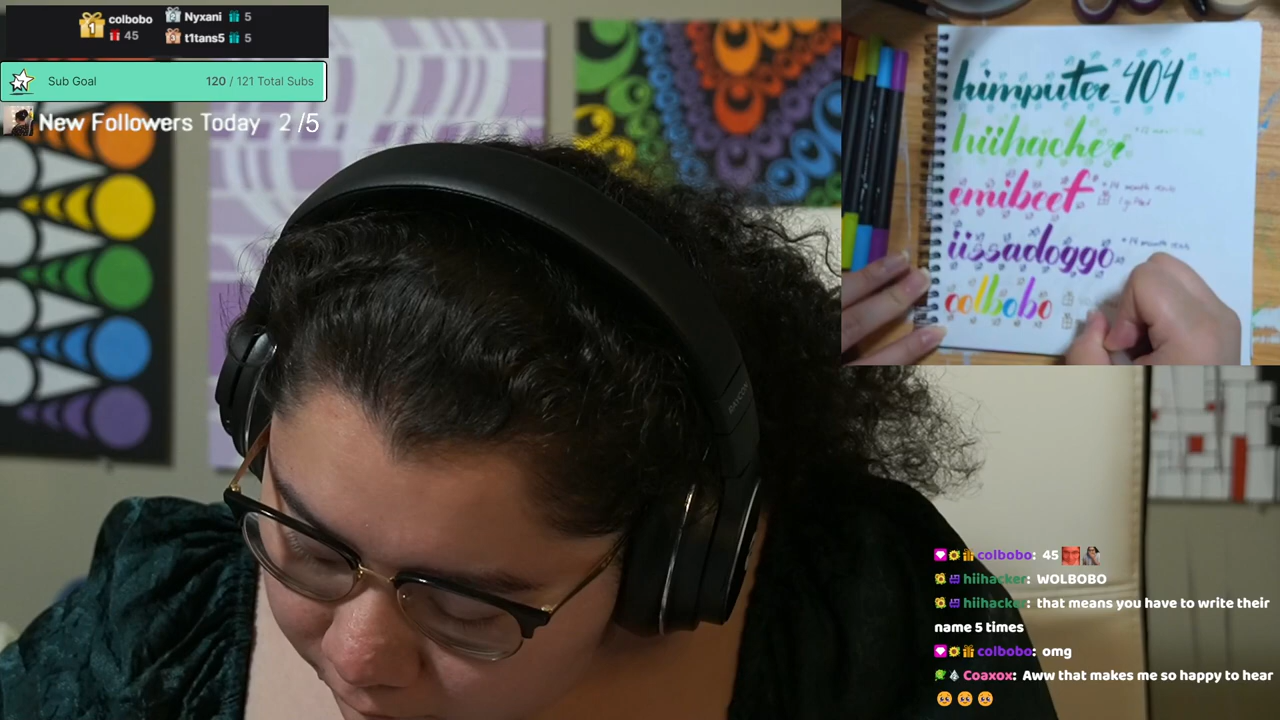 colbobo
45
Nyxani 5
t1tans5 5
Sub Goal 120 / 121 Total Subs
New Followers Today 2 /5
himputer_404
hiihacker
emibeef
iissadoggo
colbobo
colbobo: 45
hiihacker: WOLBOBO
hiihacker: that means you have to write their
name 5 times
colbobo: omg
Coaxox: Aww that makes me so happy to hear